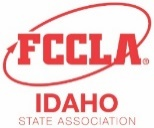 FCCLA®
IDAHO
STATE ASSOCIATION